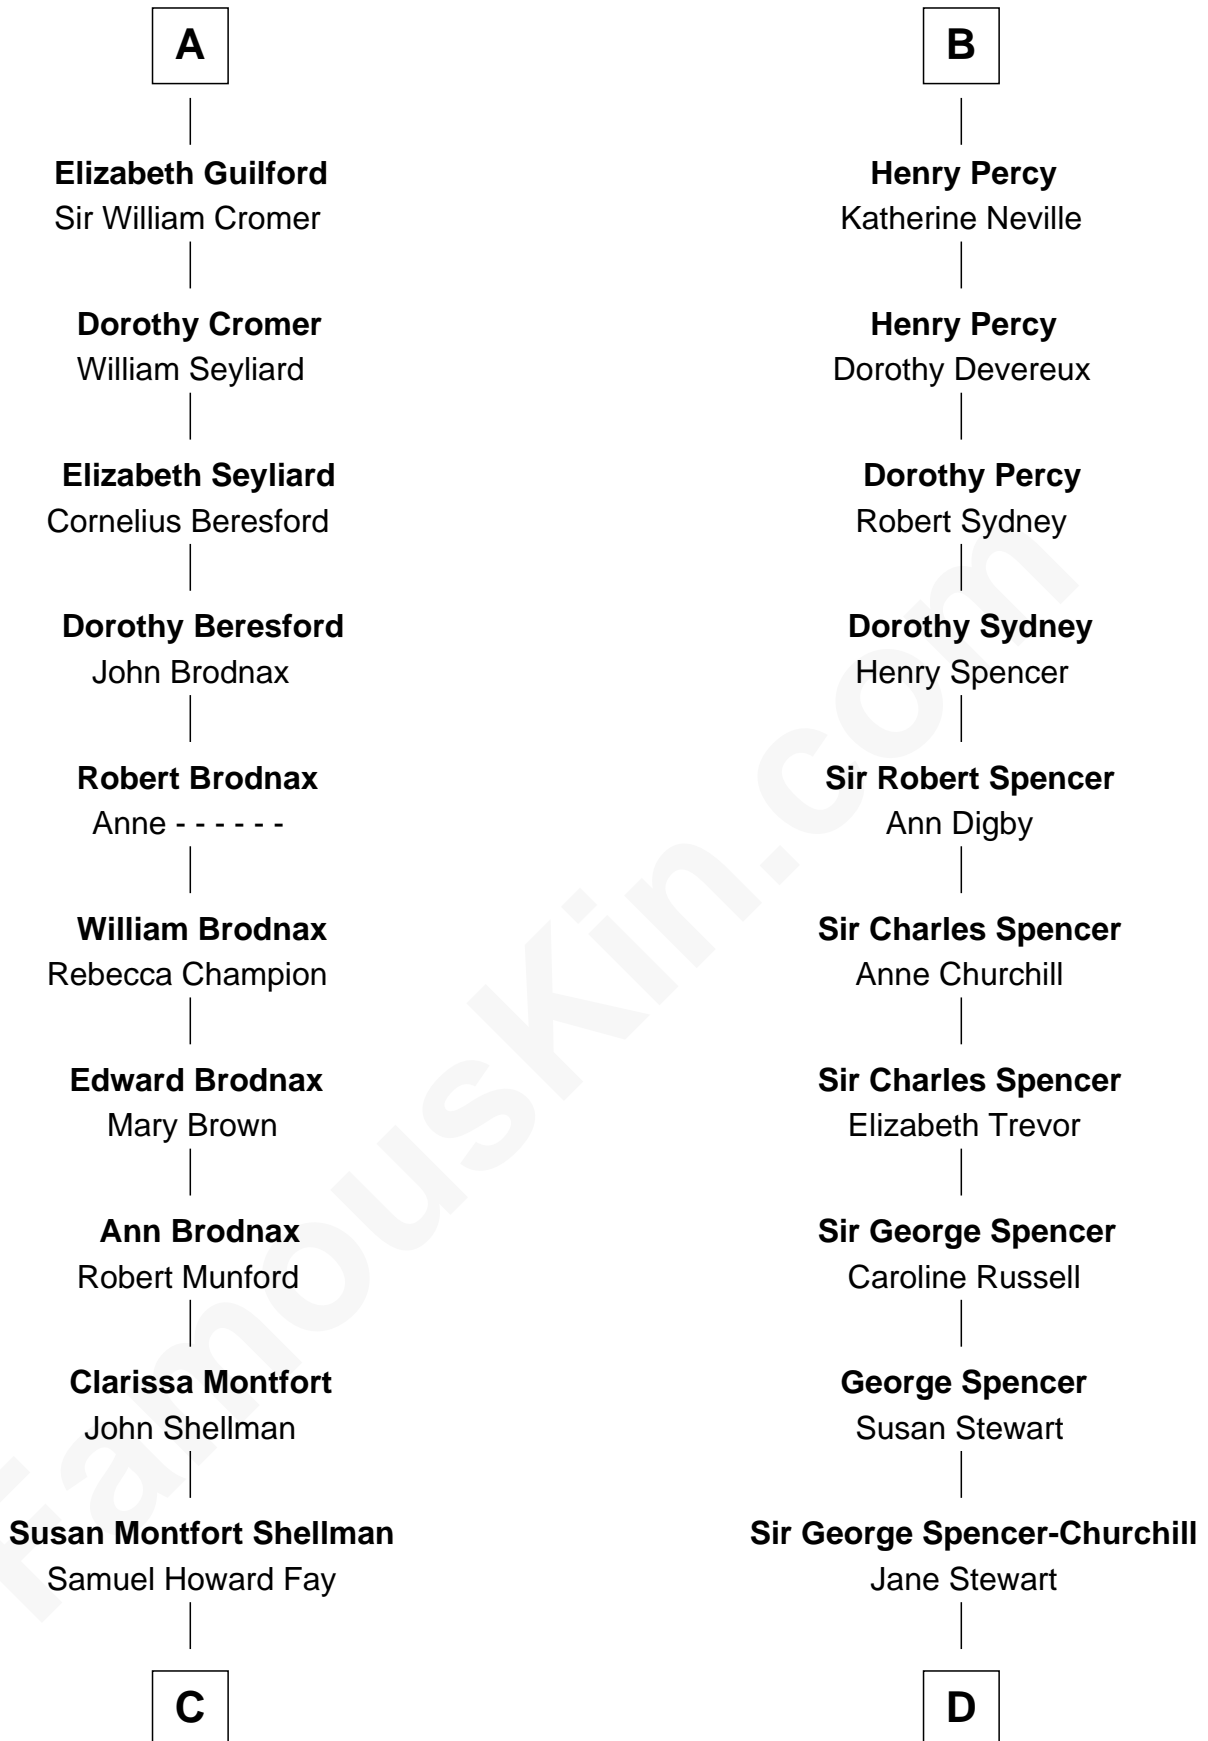 A
Elizabeth Guilford
Sir William Cromer
Dorothy Cromer
William Seyliard
Elizabeth Seyliard
Cornelius Beresford
Dorothy Beresford
John Brodnax
Robert Brodnax
Anne - - - - - -
William Brodnax
Rebecca Champion
Edward Brodnax
Mary Brown
Ann Brodnax
Robert Munford
Clarissa Montfort
John Shellman
Susan Montfort Shellman
Samuel Howard Fay
C
B
Henry Percy
Katherine Neville
Henry Percy
Dorothy Devereux
Dorothy Percy
Robert Sydney
Dorothy Sydney
Henry Spencer
Sir Robert Spencer
Ann Digby
Sir Charles Spencer
Anne Churchill
Sir Charles Spencer
Elizabeth Trevor
Sir George Spencer
Caroline Russell
George Spencer
Susan Stewart
Sir George Spencer-Churchill
Jane Stewart
D
FamousKin.com